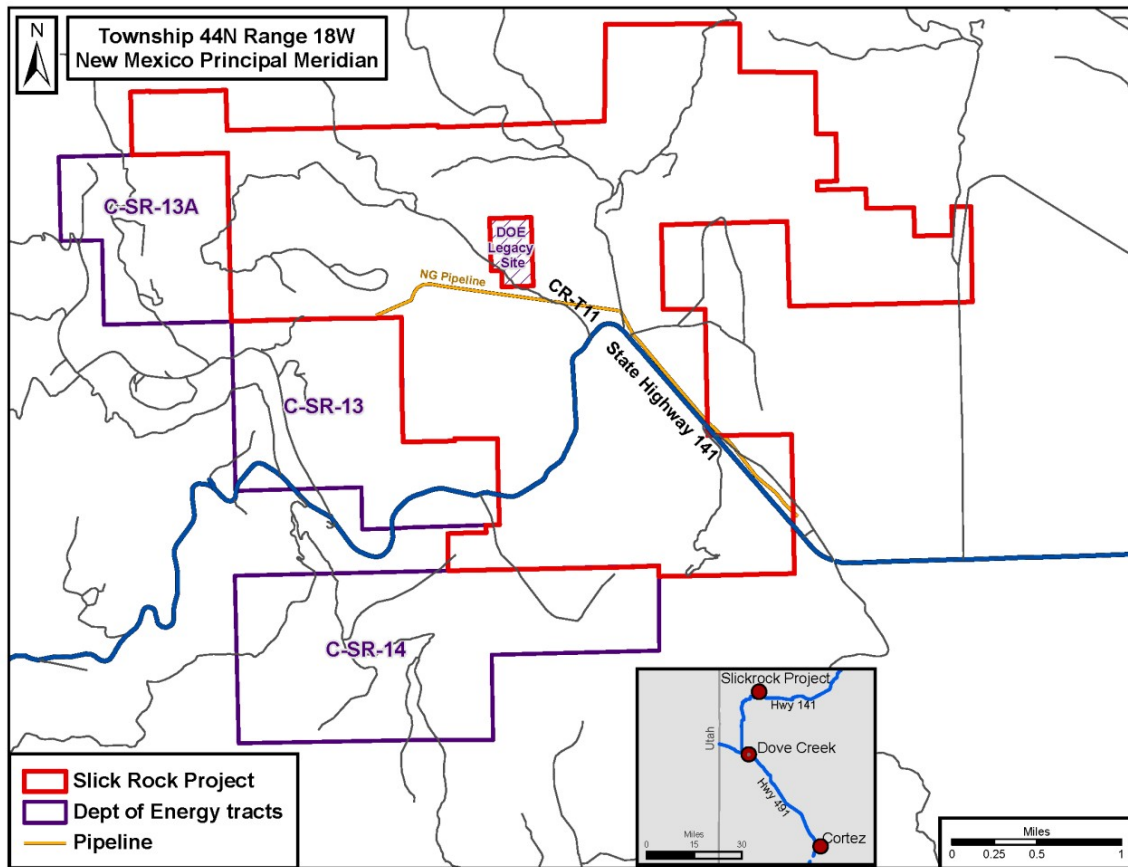 N
Township 44N Range 18W
New Mexico Principal Meridian
C-SR-13A
DOE
Legacy
Site
NG Pipeline
CR-T11
State Highway 141
C-SR-13
C-SR-14
Slick Rock Project
Dept of Energy tracts
Pipeline
Slickrock Project
Hwy 141
Utah
Dove Creek
Hwy 491
Cortez
Miles
0 15 30
Miles
0 0.25 0.5 1